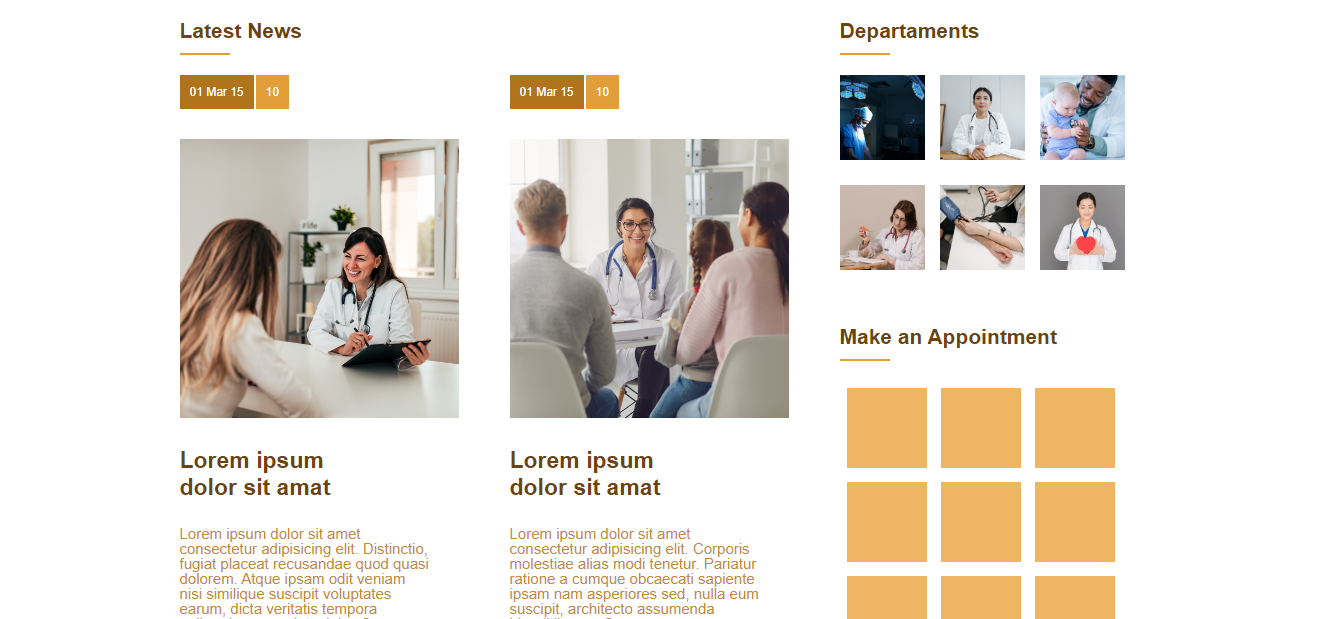 Latest News
01 Mar 15 10
#life
Lorem ipsum
dolor sit amat
Lorem ipsum dolor sit amet
consectetur adipisicing elit. Distinctio,
fugiat placeat recusandae quod quasi
dolorem. Atque ipsam odit veniam
nisi similique suscipit voluptates
earum, dicta veritatis tempora
01 Mar 15 10
Lorem ipsum
dolor sit amat
Lorem ipsum dolor sit amet
consectetur adipisicing elit. Corporis
molestiae alias modi tenetur. Pariatur
ratione a cumque obcaecati sapiente
ipsam nam asperiores sed, nulla eum
suscipit, architecto assumenda
Departaments
Make an Appointment